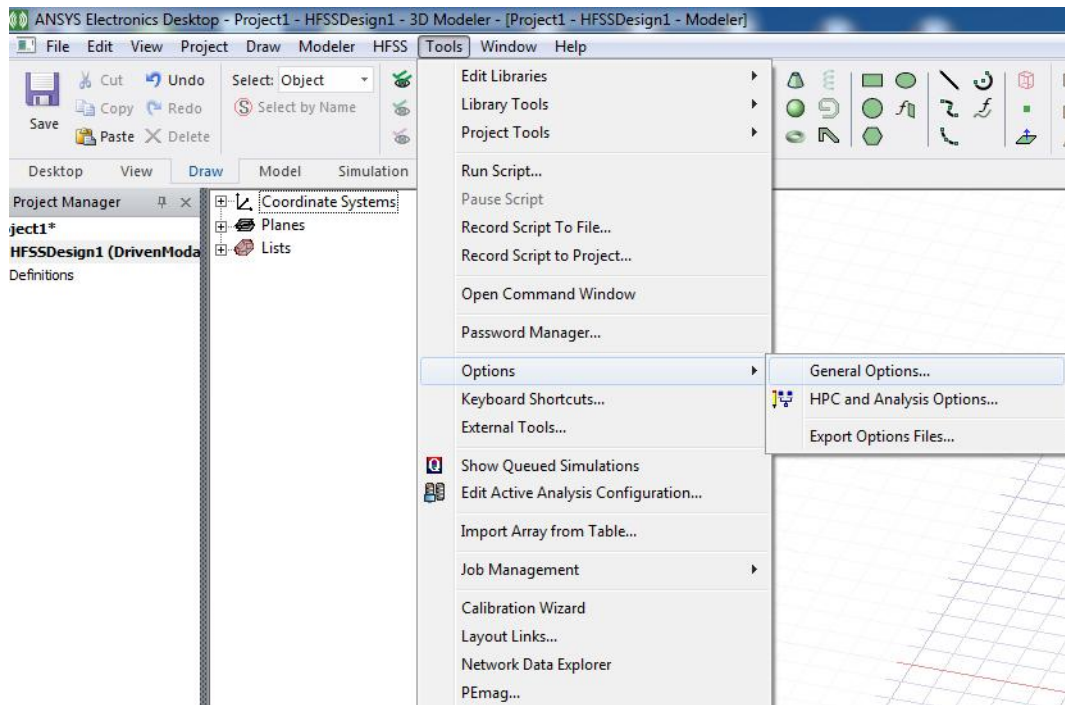 ANSYS Electronics Desktop - Project1 - HFSSDesign1 - 3D Modeler - [Project1 - HFSSDesign1 - Modeler]
File Edit View Project Draw Modeler HFSS Tools Window Help
Save
Cut Undo
Copy Redo
Paste Delete
Select: Object
Select by Name
Desktop View Draw Model Simulation
Project Manager
ject1*
HFSSDesign1 (DrivenModa
Definitions
Coordinate Systems
Planes
Lists
Edit Libraries
Library Tools
Project Tools
Run Script...
Pause Script
Record Script To File...
Record Script to Project...
Open Command Window
Password Manager...
Options
Keyboard Shortcuts...
External Tools...
Show Queued Simulations
Edit Active Analysis Configuration...
Import Array from Table...
Job Management
Calibration Wizard
Layout Links...
Network Data Explorer
PEmag...
General Options...
HPC and Analysis Options...
Export Options Files...